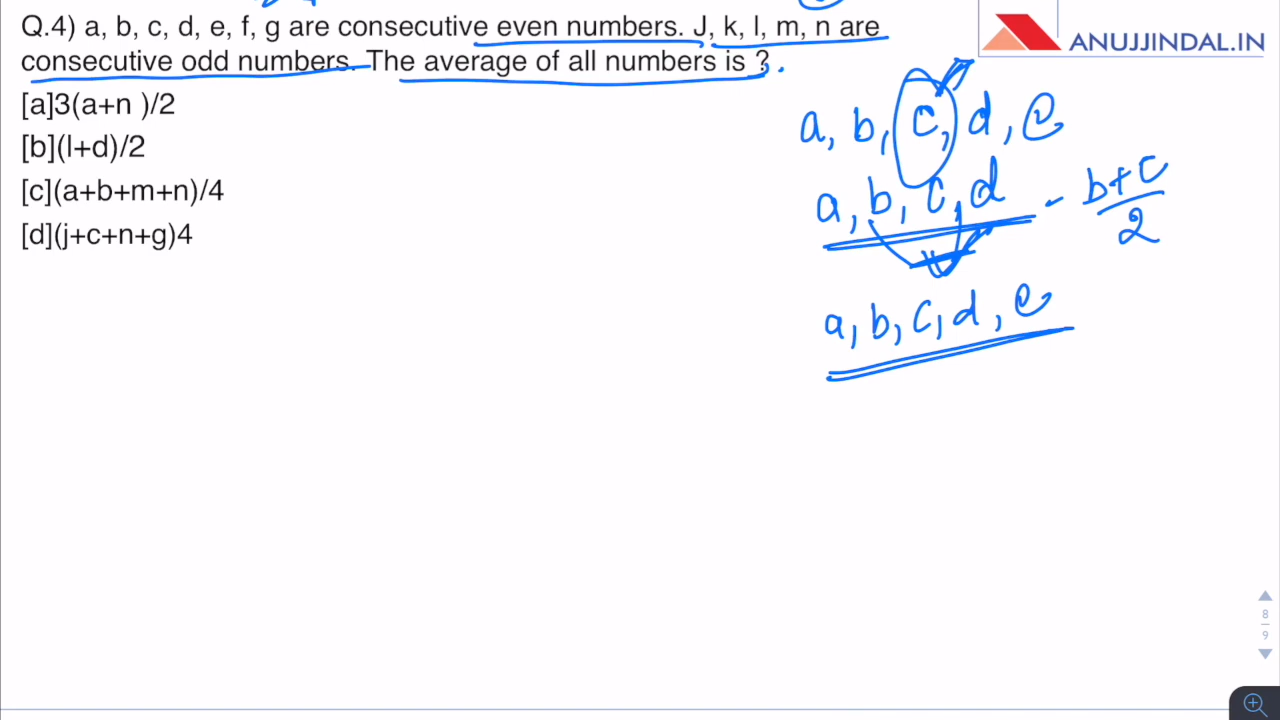 Q.4) a, b, c, d, e, f, g are consecutive even numbers. J, k, l, m, n are
consecutive odd numbers. The average of all numbers is ?
[a]3(a+n )/2
[b](l+d)/2
[c](a+b+m+n)/4
[d](j+c+n+g)4
ANUJJINDAL.IN
a, b, c, d, e
a, b, c, d - b+c/2
a, b, c, d, e
8
9